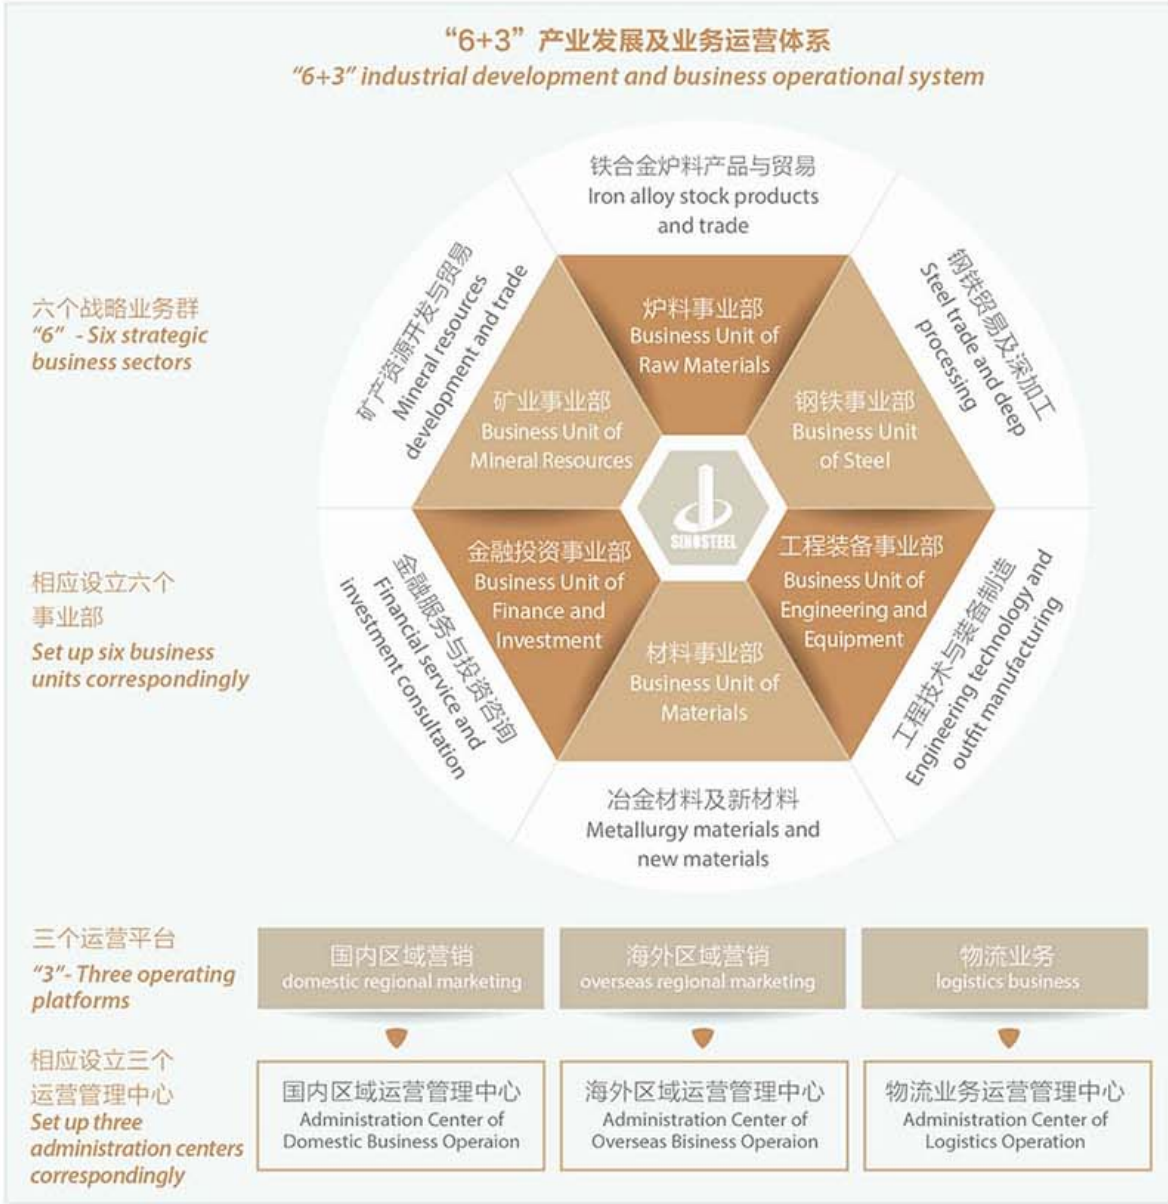 “6+3”产业发展及业务运营体系
“6+3” industrial development and business operational system
六个战略业务群
“6” - Six strategic
business sectors
相应设立六个
事业部
Set up six business
units correspondingly
铁合金炉料产品与贸易
Iron alloy stock products
and trade
钢铁贸易及深加工
Steel trade and deep
processing
工程技术与装备制造
Engineering technology and
outfit manufacturing
冶金材料及新材料
Metallurgy materials and
new materials
金融服务与投资咨询
Financial service and
investment consultation
矿产资源开发与贸易
Mineral resources
development and trade
炉料事业部
Business Unit of
Raw Materials
钢铁事业部
Business Unit
of Steel
工程装备事业部
Business Unit of
Engineering and
Equipment
材料事业部
Business Unit of
Materials
金融投资事业部
Business Unit of
Finance and
Investment
矿业事业部
Business Unit of
Mineral Resources
SINOSTEEL
三个运营平台
“3”- Three operating
platforms
国内区域营销
domestic regional marketing
海外区域营销
overseas regional marketing
物流业务
logistics business
相应设立三个
运营管理中心
Set up three
administration centers
correspondingly
国内区域运营管理中心
Administration Center of
Domestic Business Operaion
海外区域运营管理中心
Administration Center of
Overseas Bisiness Operaion
物流业务运营管理中心
Administration Center of
Logistics Operation